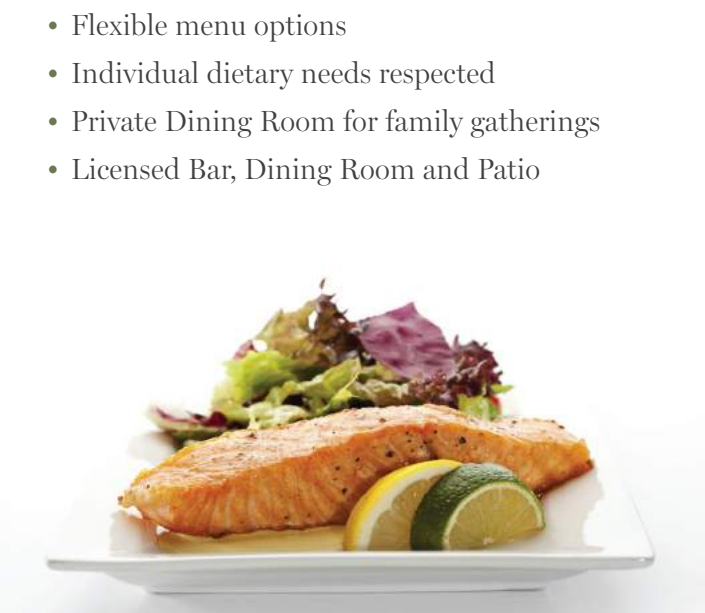 • Flexible menu options
• Individual dietary needs respected
• Private Dining Room for family gatherings
• Licensed Bar, Dining Room and Patio